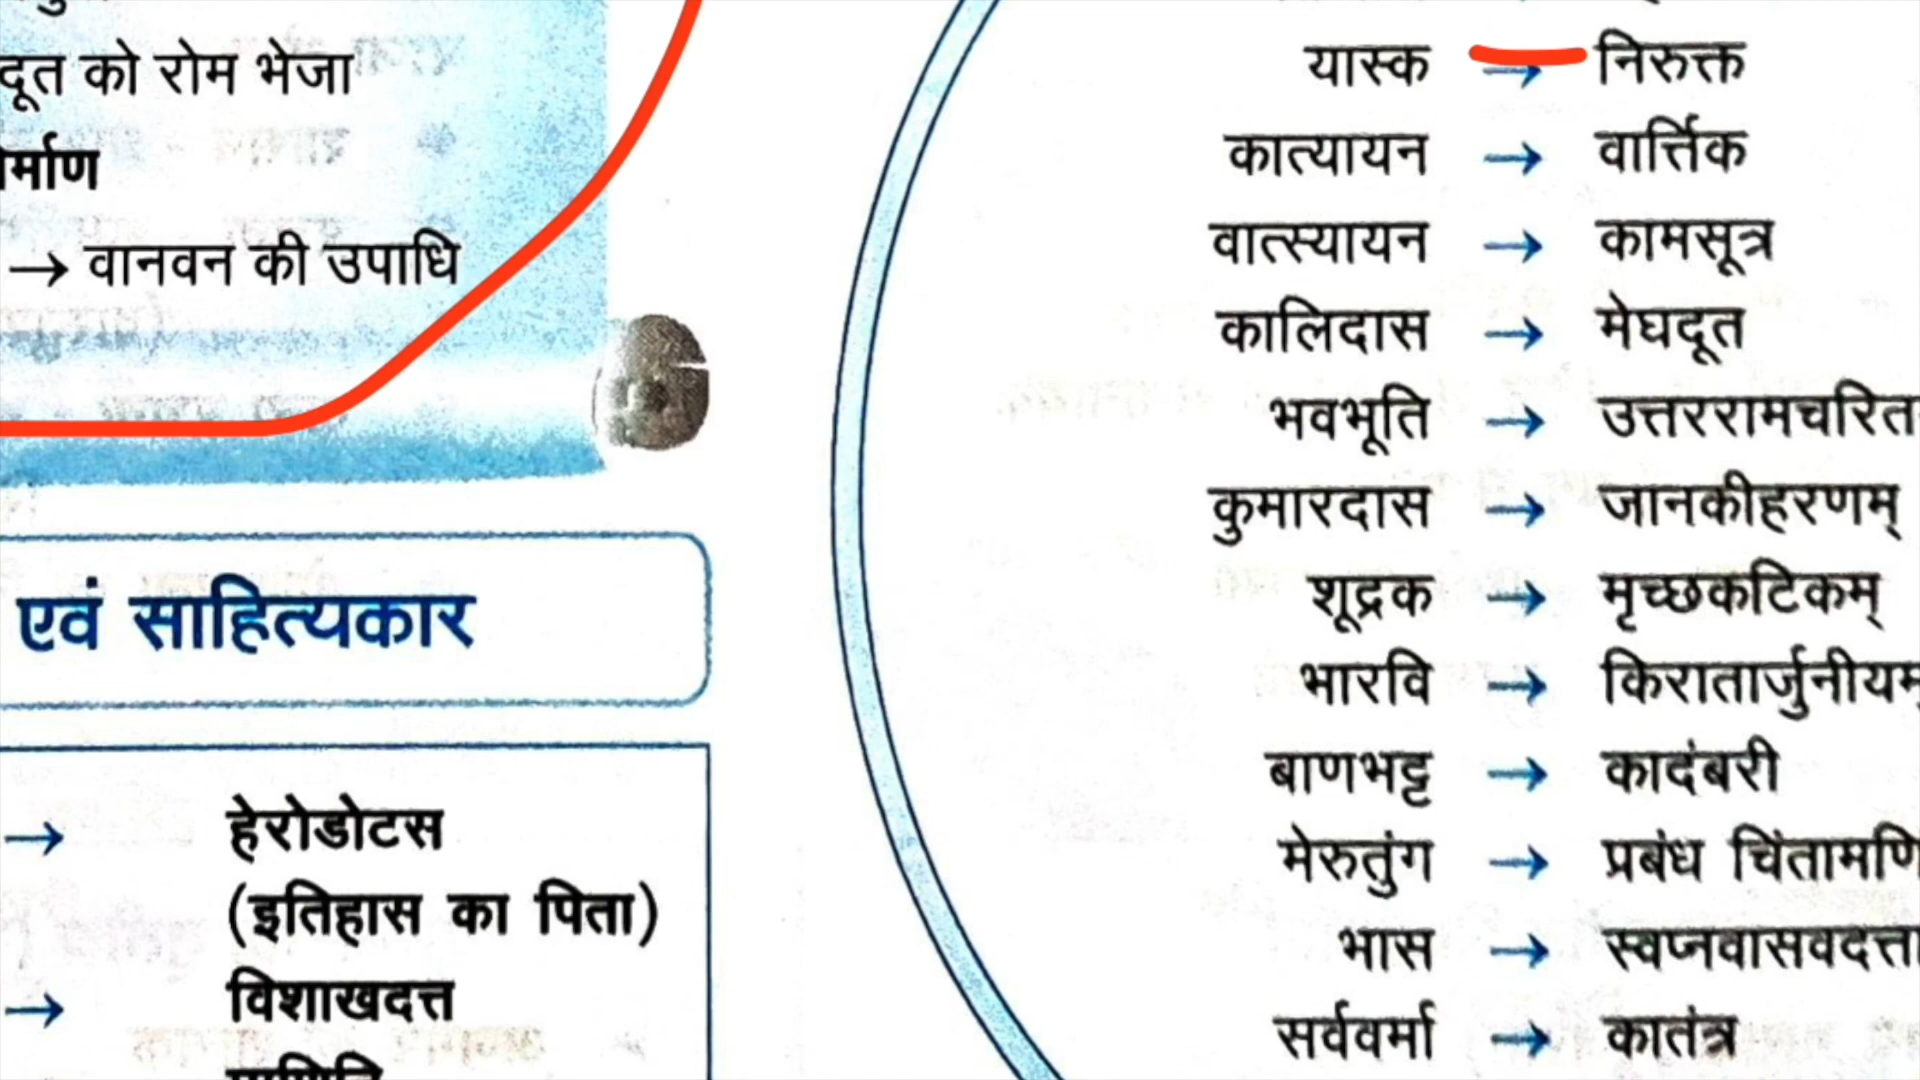 दूत को रोम भेजा
→ वानवन की उपाधि
एवं साहित्यकार
→ हेरोडोटस
(इतिहास का पिता)
→ विशाखदत्त
यास्क → निरुक्त
कात्यायन → वार्त्तिक
वात्स्यायन → कामसूत्र
कालिदास → मेघदूत
भवभूति → उत्तररामचरित
कुमारदास → जानकीहरणम्
शूद्रक → मृच्छकटिकम्
भारवि → किरातार्जुनीयम्
बाणभट्ट → कादंबरी
मेरुतुंग → प्रबंध चिंतामणि
भास → स्वप्नवासवदत्ता
सर्ववर्मा → कातंत्र